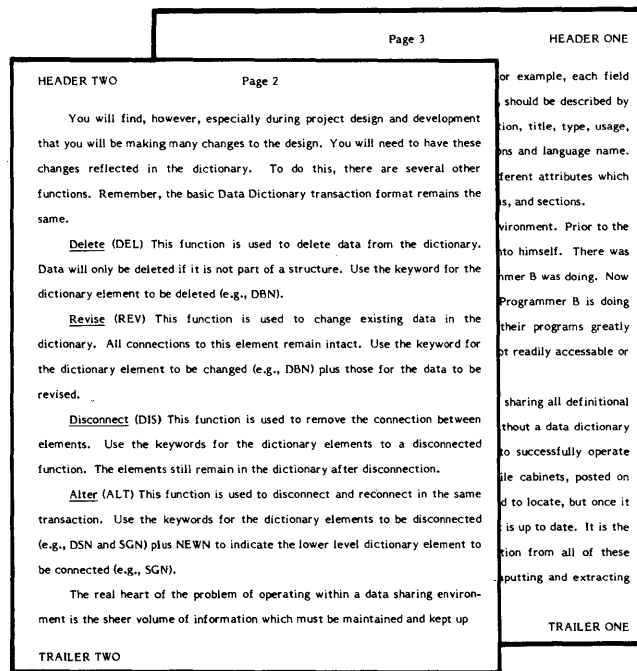 Page 3 HEADER ONE
HEADER TWO Page 2
You will find, however, especially during project design and development
that you will be making many changes to the design. You will need to have these
changes reflected in the dictionary. To do this, there are several other
functions. Remember, the basic Data Dictionary transaction format remains the
same.
Delete (DEL) This function is used to delete data from the dictionary.
Data will only be deleted if it is not part of a structure. Use the keyword for the
dictionary element to be deleted (e.g., DBN).
Revise (REV) This function is used to change existing data in the
dictionary. All connections to this element remain intact. Use the keyword for
the dictionary element to be changed (e.g., DBN) plus those for the data to be
revised.
Disconnect (DIS) This function is used to remove the connection between
elements. Use the keywords for the dictionary elements to a disconnected
function. The elements still remain in the dictionary after disconnection.
Alter (ALT) This function is used to disconnect and reconnect in the same
transaction. Use the keywords for the dictionary elements to be disconnected
(e.g., DSN and SGN) plus NEWN to indicate the lower level dictionary element to
be connected (e.g., SGN).
The real heart of the problem of operating within a data sharing environ-
ment is the sheer volume of information which must be maintained and kept up
TRAILER TWO
or example, each field
, should be described by
ion, title, type, usage,
ns and language name.
ferent attributes which
s, and sections.
vironment. Prior to the
to himself. There was
mer B was doing. Now
Programmer B is doing
their programs greatly
ot readily accessable or
sharing all definitional
thout a data dictionary
to successfully operate
ile cabinets, posted on
d to locate, but once it
is up to date. It is the
tion from all of these
putting and extracting
TRAILER ONE